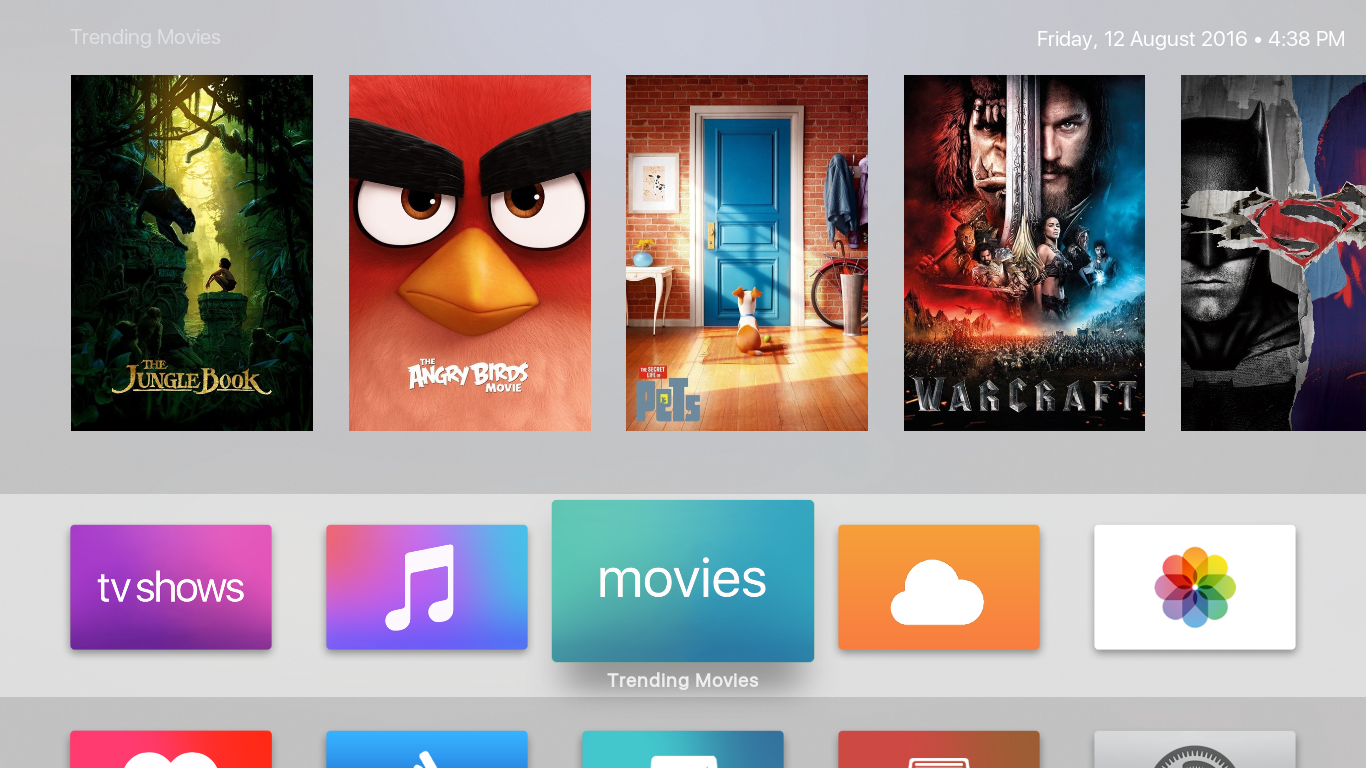 Trending Movies
Friday, 12 August 2016 • 4:38 PM
THE
JUNGLE BOOK
THE
ANGRY BIRDS
MOVIE
THE SECRET
LIFE OF
PETS
WARCRAFT
tv shows
movies
Trending Movies